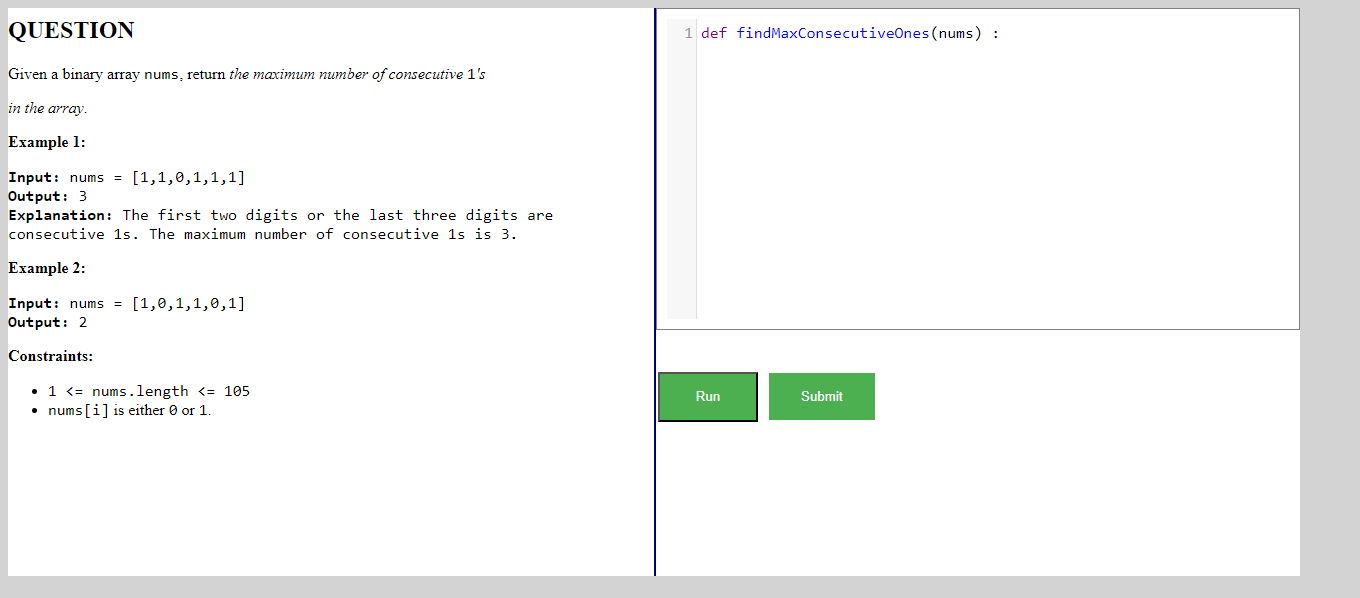 QUESTION
Given a binary array nums, return the maximum number of consecutive 1's
in the array.
Example 1:
Input: nums = [1,1,0,1,1,1]
Output: 3
Explanation: The first two digits or the last three digits are
consecutive 1s. The maximum number of consecutive 1s is 3.
Example 2:
Input: nums = [1,0,1,1,0,1]
Output: 2
Constraints:
• 1 <= nums.length <= 105
• nums[i] is either 0 or 1.
1 def findMaxConsecutiveOnes(nums) :
Run Submit